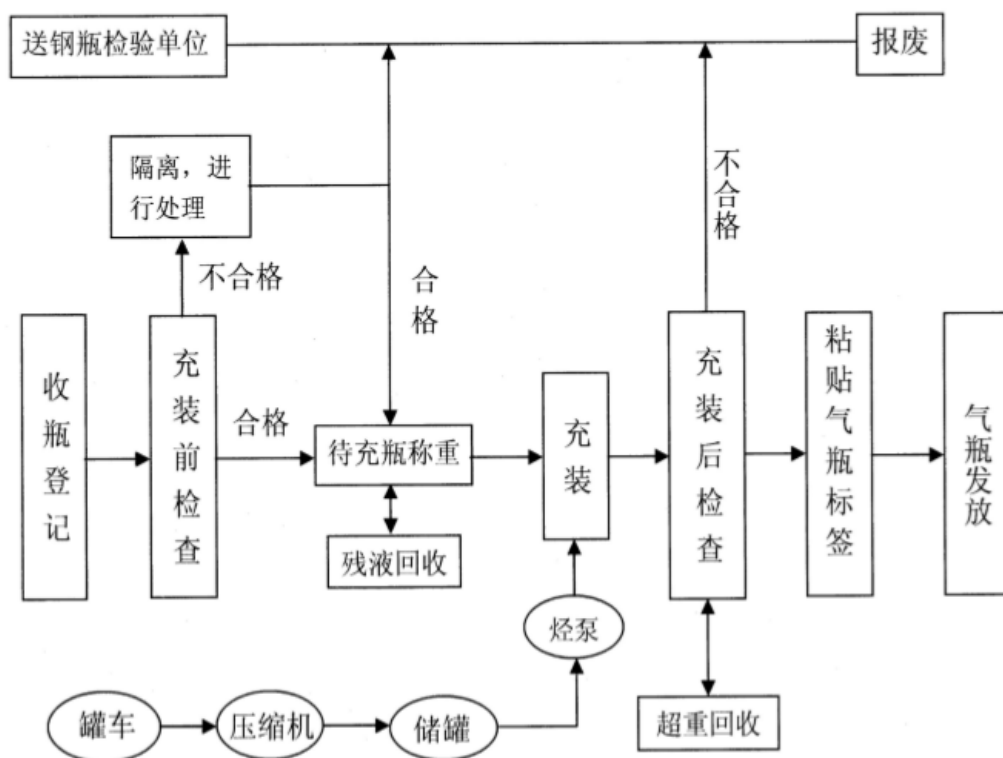 送钢瓶检验单位
报废
隔离，进
行处理
不合格
不合格
合格
收瓶登记
充装前检查
合格
待充瓶称重
充装
充装后检查
粘贴气瓶标签
气瓶发放
残液回收
烃泵
罐车
压缩机
储罐
超重回收